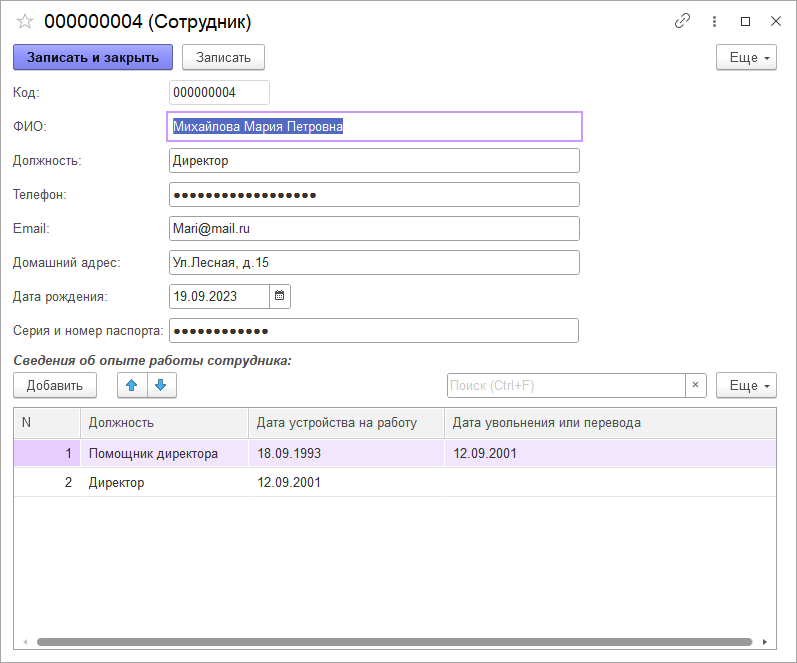 000000004 (Сотрудник)
Записать и закрыть Записать Еще
Код: 000000004
ФИО: Михайлова Мария Петровна
Должность: Директор
Телефон: ●●●●●●●●●●●●●●●●●●
Email: Mari@mail.ru
Домашний адрес: Ул.Лесная, д.15
Дата рождения: 19.09.2023
Серия и номер паспорта: ●●●●●●●●●●●●
Сведения об опыте работы сотрудника:
Добавить Поиск (Ctrl+F) × Еще
N Должность Дата устройства на работу Дата увольнения или перевода
1 Помощник директора 18.09.1993 12.09.2001
2 Директор 12.09.2001